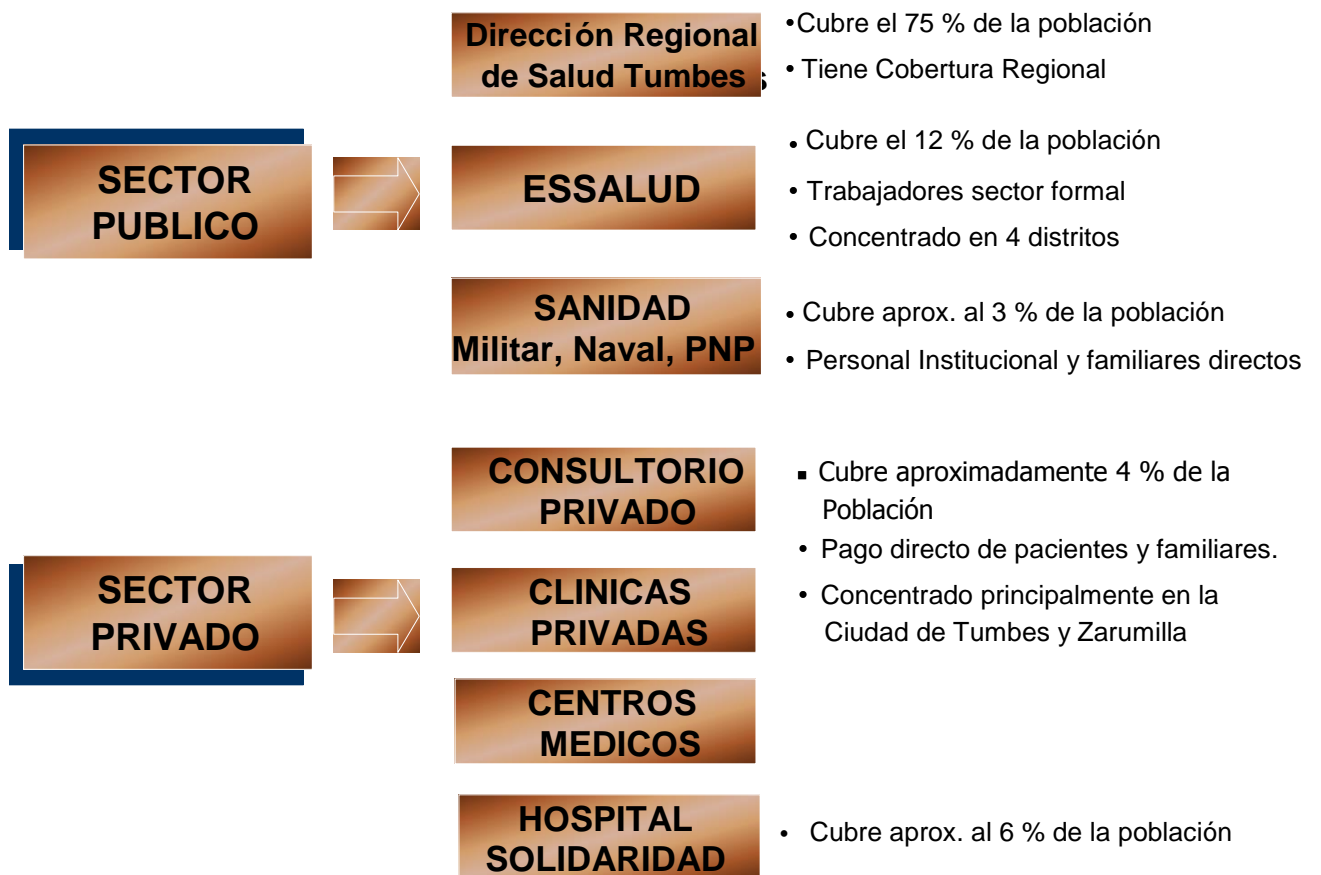 Dirección Regional
de Salud Tumbes s
•Cubre el 75 % de la población
• Tiene Cobertura Regional
SECTOR
PUBLICO
ESSALUD
• Cubre el 12 % de la población
• Trabajadores sector formal
• Concentrado en 4 distritos
SANIDAD
Militar, Naval, PNP
• Cubre aprox. al 3 % de la población
• Personal Institucional y familiares directos
SECTOR
PRIVADO
CONSULTORIO
PRIVADO
▪ Cubre aproximadamente 4 % de la
Población
• Pago directo de pacientes y familiares.
• Concentrado principalmente en la
Ciudad de Tumbes y Zarumilla
CLINICAS
PRIVADAS
CENTROS
MEDICOS
HOSPITAL
SOLIDARIDAD
• Cubre aprox. al 6 % de la población